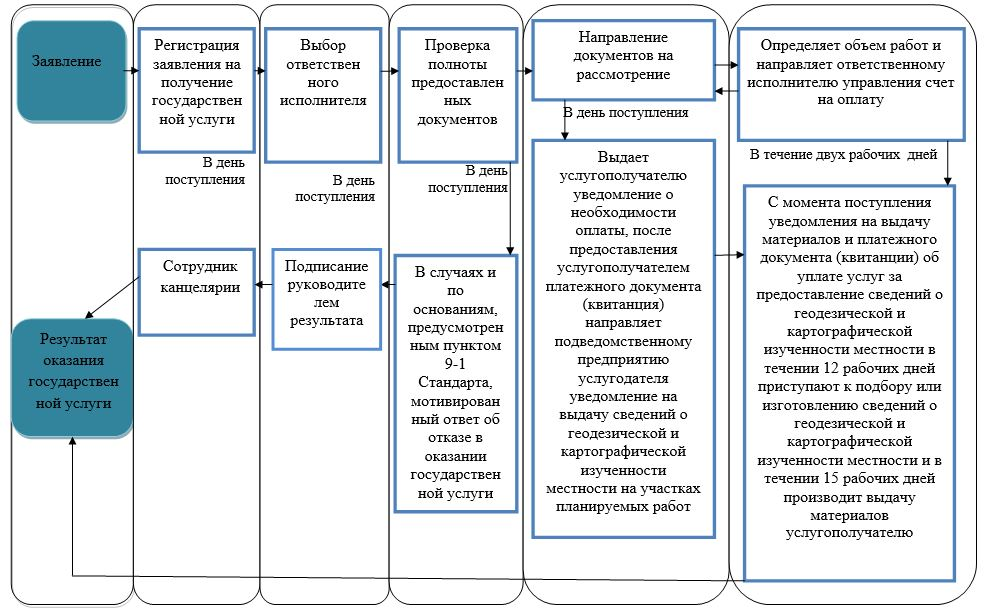 Заявление
Регистрация
заявления на
получение
государствен
ной услуги
В день
поступления
Выбор
ответствен
ного
исполнителя
В день
поступления
Проверка
полноты
предоставлен
ных
документов
В день
поступления
Направление
документов на
рассмотрение
В день поступления
Определяет объем работ и
направляет ответственному
исполнителю управления счет
на оплату
В течение двух рабочих дней
Выдает
услугополучателю
уведомление о
необходимости
оплаты, после
предоставления
услугополучателем
платежного документа
(квитанция)
направляет
подведомственному
предприятию
услугодателя
уведомление на
выдачу сведений о
геодезической и
картографической
изученности
местности на участках
планируемых работ
С момента поступления
уведомления на выдачу
материалов и платежного
документа (квитанции) об
уплате услуг за
предоставление сведений о
геодезической и
картографической
изученности местности в
течении 12 рабочих дней
приступают к подбору или
изготовлению сведений о
геодезической и
картографической
изученности местности и в
течении 15 рабочих дней
производит выдачу
материалов
услугополучателю
В случаях и
по
основаниям,
предусмотрен
ным пунктом
9-1
Стандарта,
мотивирован
ный ответ об
отказе в
оказании
государствен
ной услуги
Подписание
руководите
лем
результата
Сотрудник
канцелярии
Результат
оказания
государствен
ной услуги